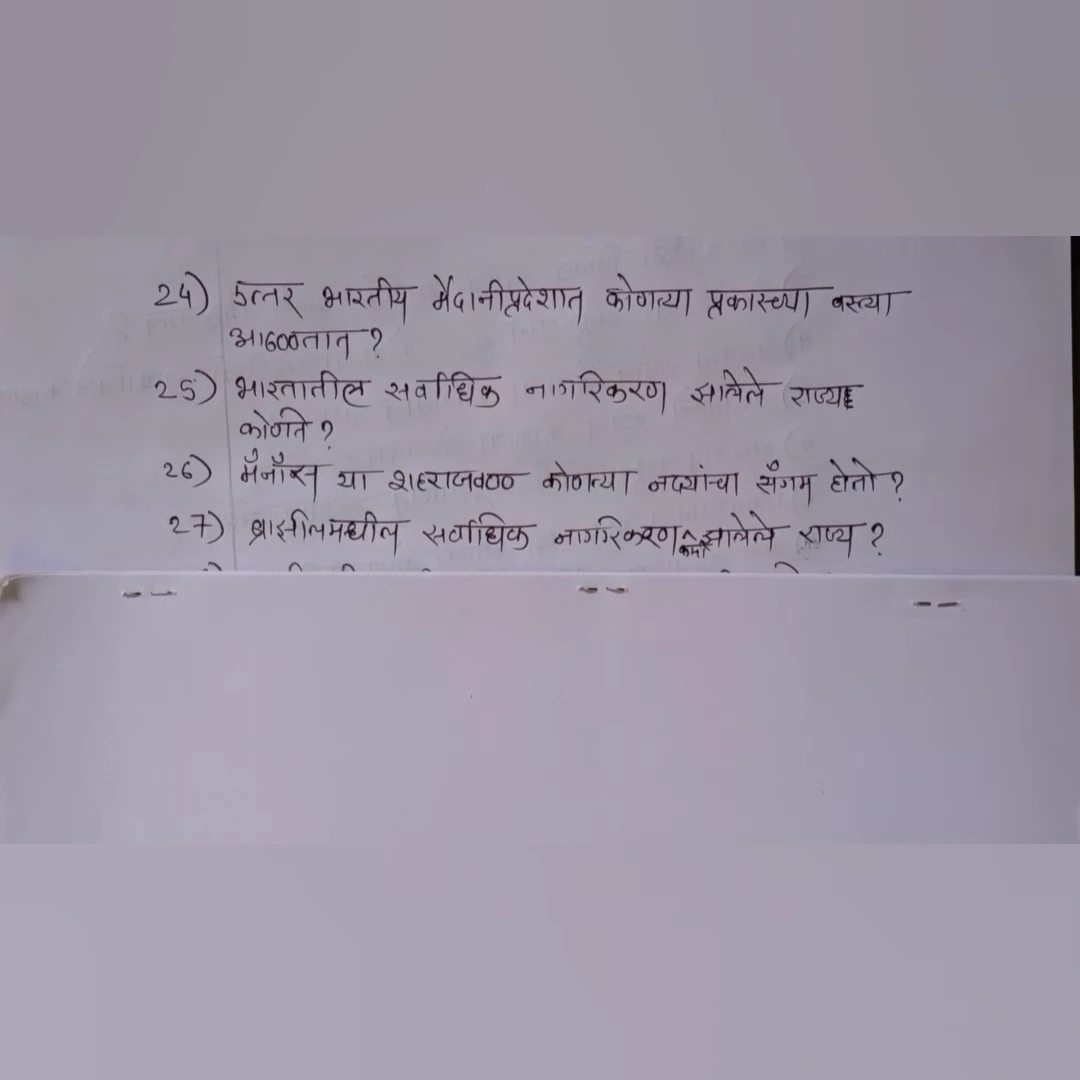 24) उत्तर भारतीय मैदानीप्रदेशात कोणत्या प्रकारच्या वस्त्या
आढळतात ?
25) भारतातील सर्वाधिक नागरिकरण झालेले राज्य
कोणते ?
26) मॅनॉस या शहराजवळ कोणत्या नद्यांचा सँगम होतो ?
27) ब्राझीलमधील सर्वाधिक नागरिकरण कमी झालेले राज्य ?